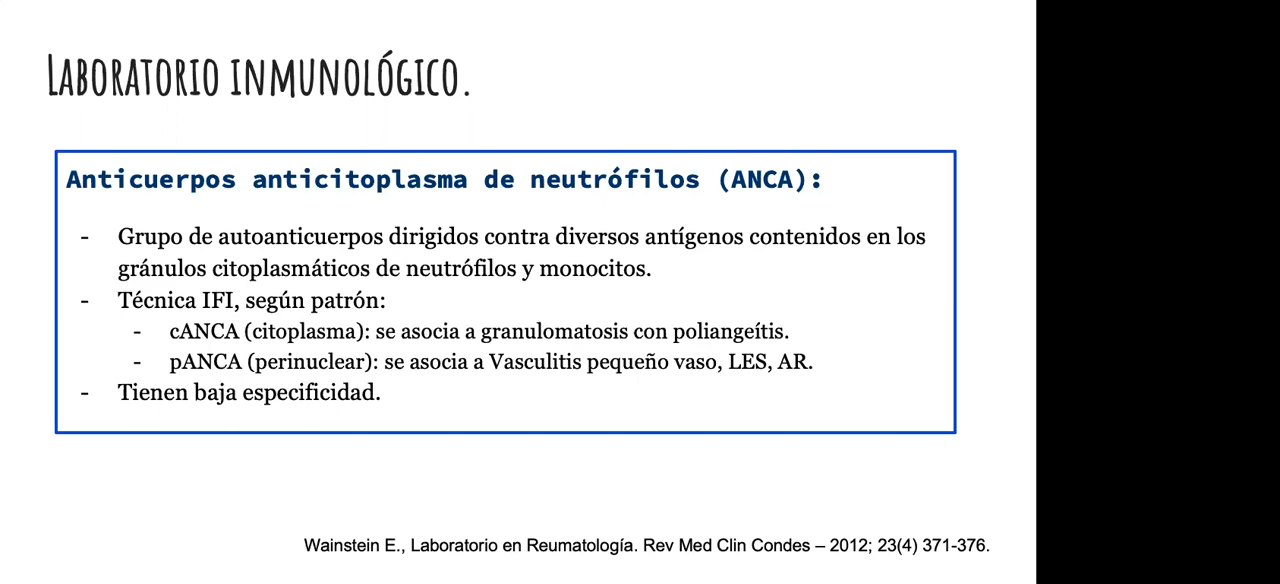 LABORATORIO INMUNOLÓGICO.
Anticuerpos anticitoplasma de neutrófilos (ANCA):
- Grupo de autoanticuerpos dirigidos contra diversos antígenos contenidos en los
gránulos citoplasmáticos de neutrófilos y monocitos.
- Técnica IFI, según patrón:
- cANCA (citoplasma): se asocia a granulomatosis con poliangeítis.
- pANCA (perinuclear): se asocia a Vasculitis pequeño vaso, LES, AR.
- Tienen baja especificidad.
Wainstein E., Laboratorio en Reumatología. Rev Med Clin Condes – 2012; 23(4) 371-376.